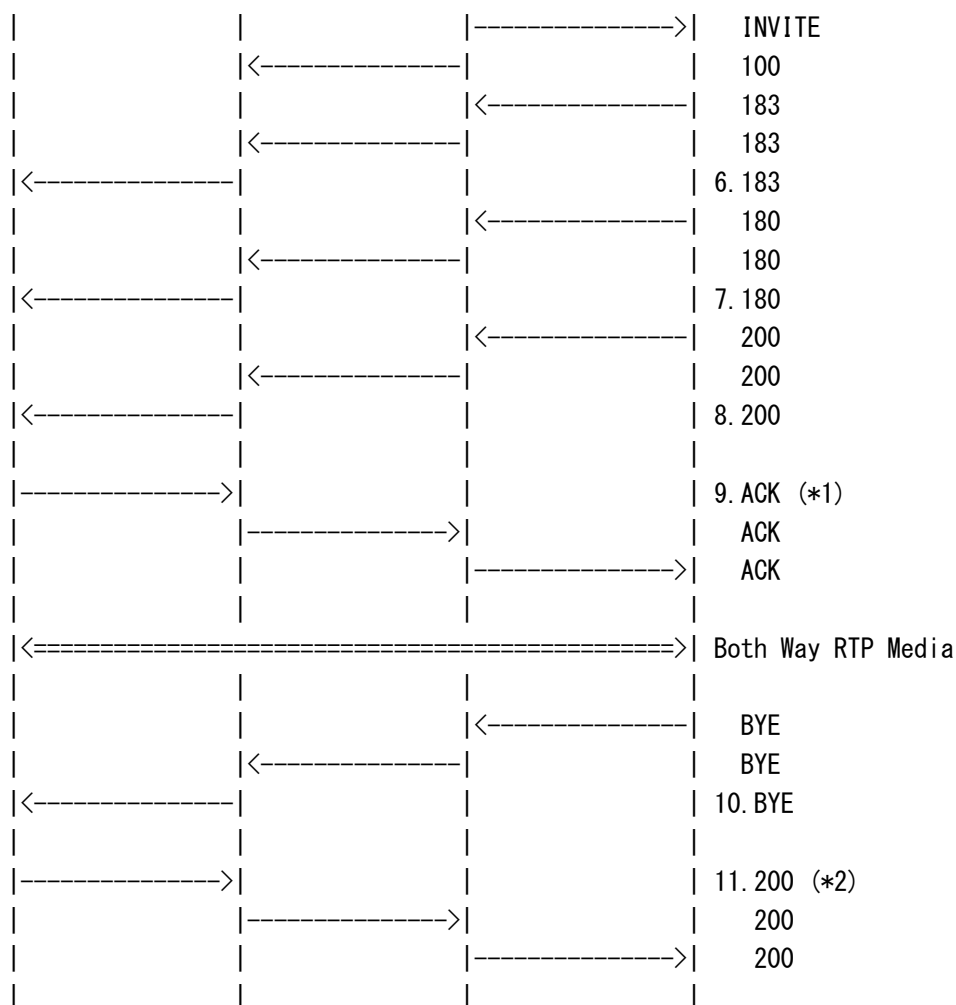 INVITE
100
183
183
6.183
180
180
7.180
200
200
8.200
9.ACK (*1)
ACK
ACK
Both Way RTP Media
BYE
BYE
10.BYE
11.200 (*2)
200
200